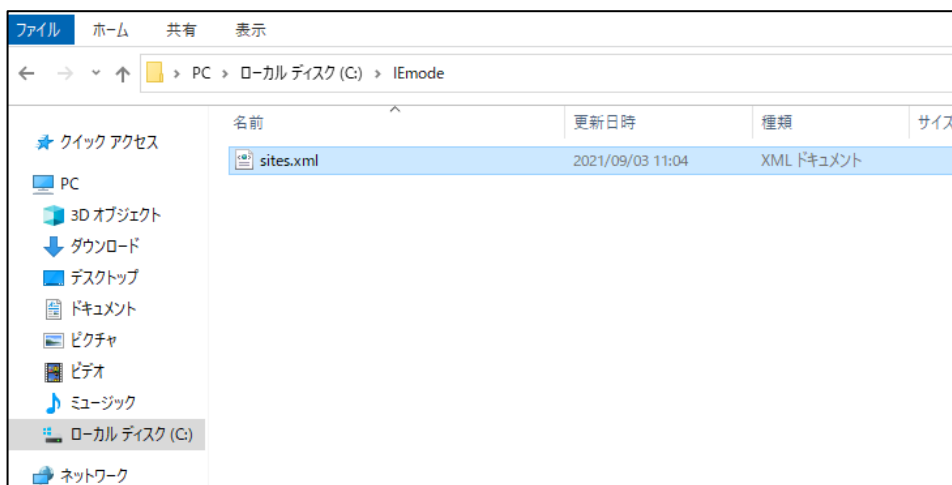 ファイル ホーム 共有 表示
PC ローカル ディスク (C:) IEmode
名前 更新日時 種類 サイズ
クイック アクセス
sites.xml 2021/09/03 11:04 XML ドキュメント
PC
3D オブジェクト
ダウンロード
デスクトップ
ドキュメント
ピクチャ
ビデオ
ミュージック
ローカル ディスク (C:)
ネットワーク